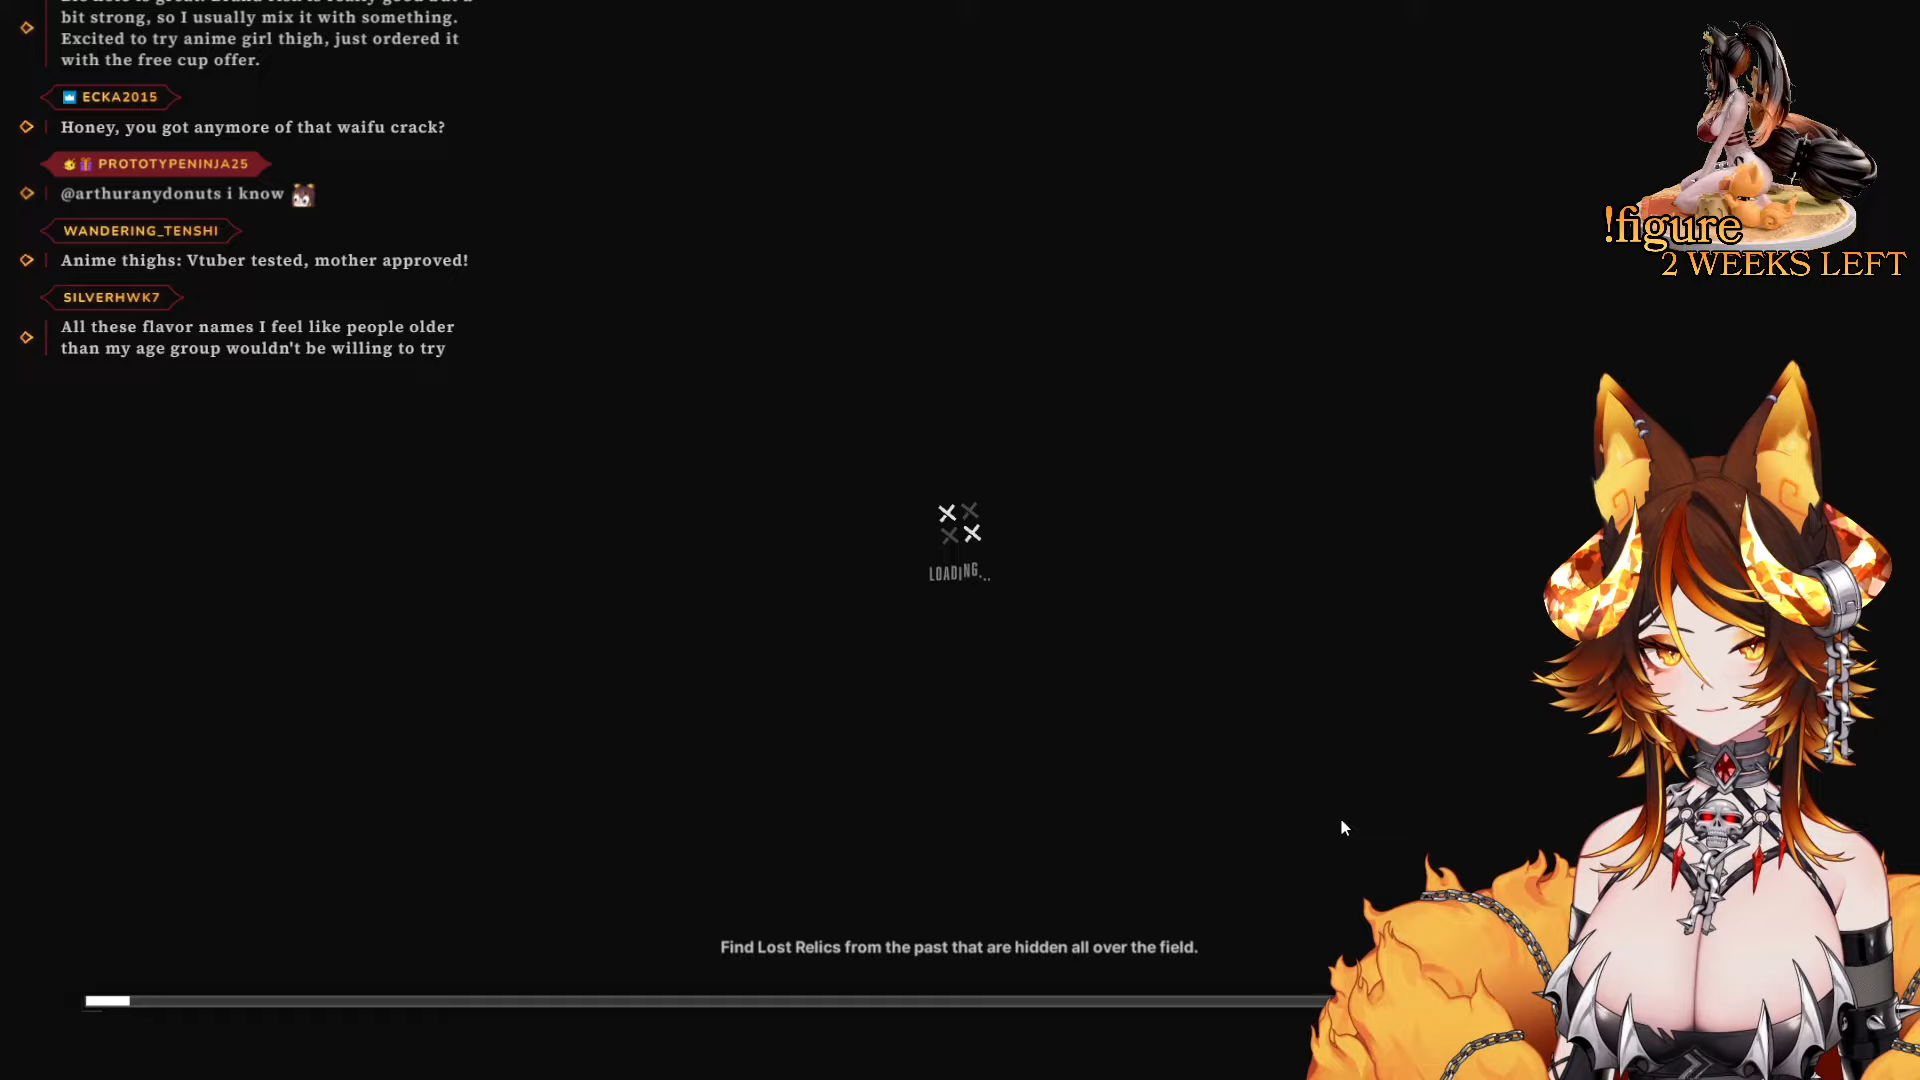 bit strong, so I usually mix it with something.
Excited to try anime girl thigh, just ordered it
with the free cup offer.
ECKA2015
Honey, you got anymore of that waifu crack?
PROTOTYPENINJA25
@arthuranydonuts i know
WANDERING_TENSHI
Anime thighs: Vtuber tested, mother approved!
SILVERHWK7
All these flavor names I feel like people older
than my age group wouldn't be willing to try
!figure
2 WEEKS LEFT
LOADING...
Find Lost Relics from the past that are hidden all over the field.